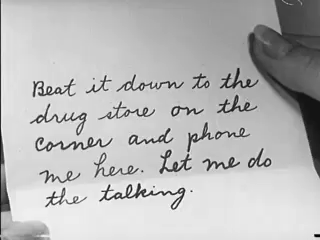 Beat it down to the
drug store on the
corner and phone
me here. Let me do
the talking.